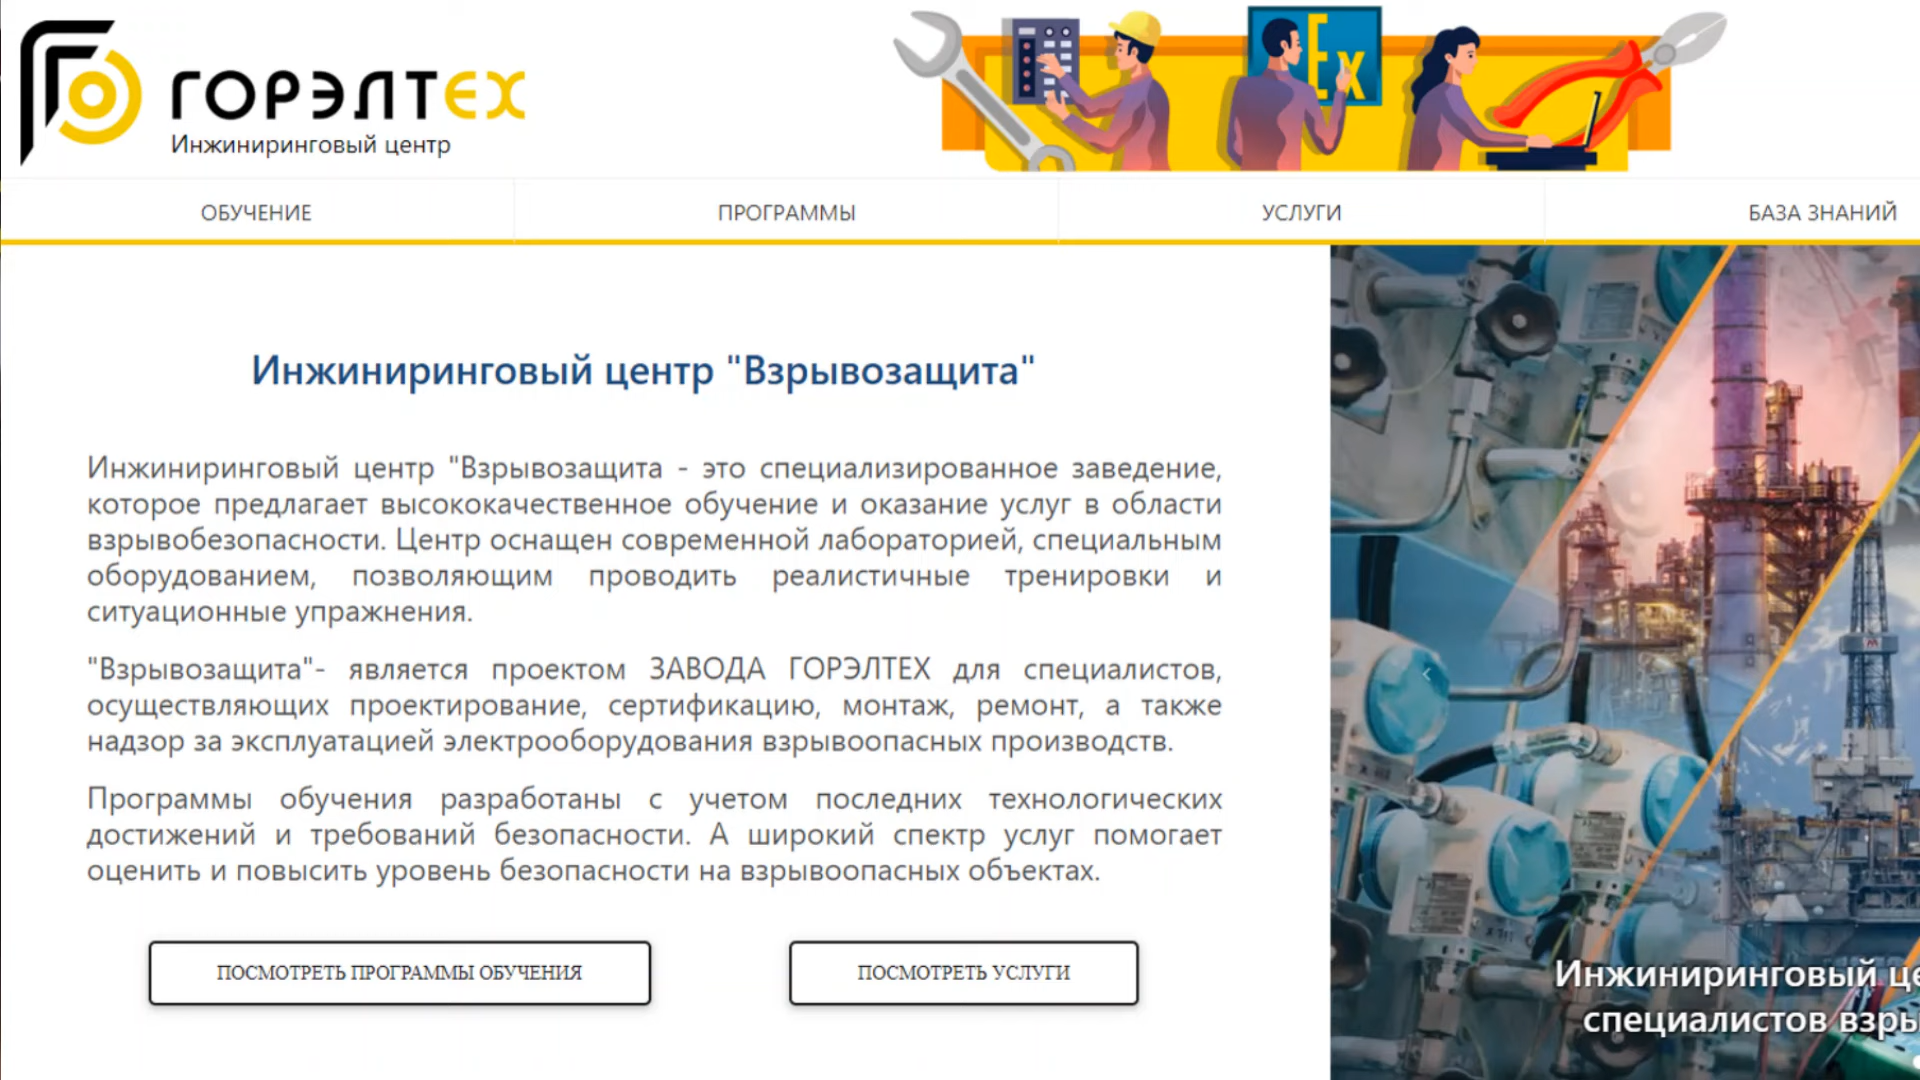 ГОРЭЛТЕХ
Инжиниринговый центр
Ex
ОБУЧЕНИЕ
ПРОГРАММЫ
УСЛУГИ
БАЗА ЗНАНИЙ
Инжиниринговый центр "Взрывозащита"
Инжиниринговый центр "Взрывозащита - это специализированное заведение,
которое предлагает высококачественное обучение и оказание услуг в области
взрывобезопасности. Центр оснащен современной лабораторией, специальным
оборудованием, позволяющим проводить реалистичные тренировки и
ситуационные упражнения.
"Взрывозащита"- является проектом ЗАВОДА ГОРЭЛТЕХ для специалистов,
осуществляющих проектирование, сертификацию, монтаж, ремонт, а также
надзор за эксплуатацией электрооборудования взрывоопасных производств.
Программы обучения разработаны с учетом последних технологических
достижений и требований безопасности. А широкий спектр услуг помогает
оценить и повысить уровень безопасности на взрывоопасных объектах.
ПОСМОТРЕТЬ ПРОГРАММЫ ОБУЧЕНИЯ
ПОСМОТРЕТЬ УСЛУГИ
Инжиниринговый це
специалистов взры